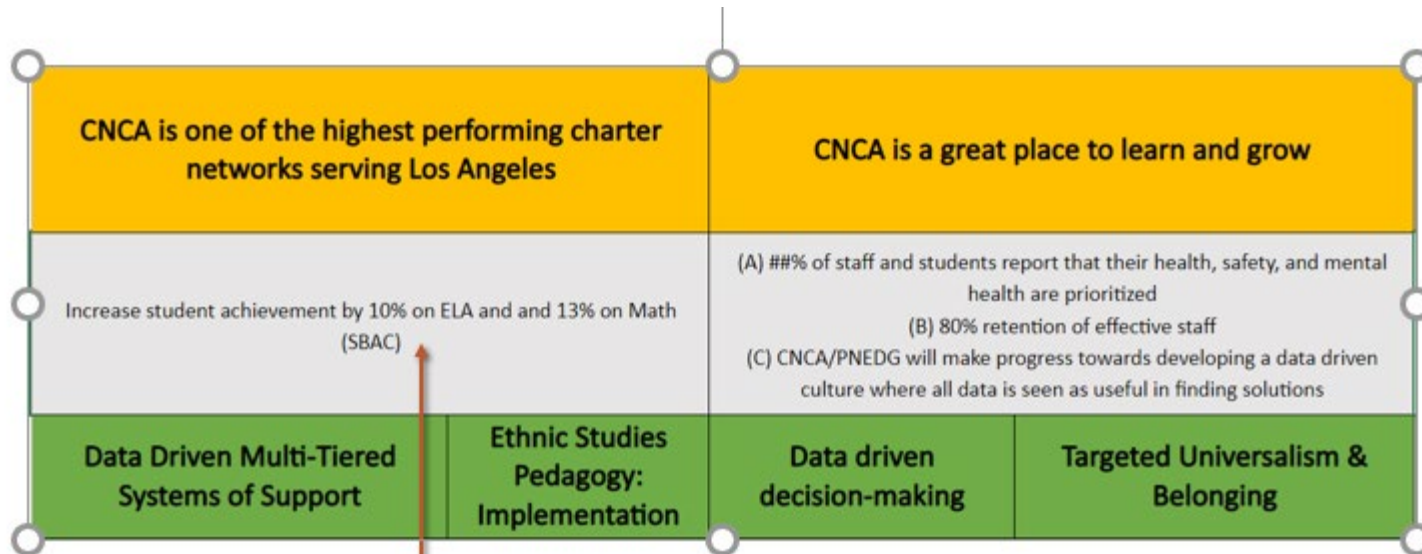 CNCA is one of the highest performing charter
networks serving Los Angeles
CNCA is a great place to learn and grow
Increase student achievement by 10% on ELA and and 13% on Math
(SBAC)
(A) ##% of staff and students report that their health, safety, and mental
health are prioritized
(B) 80% retention of effective staff
(C) CNCA/PNEDG will make progress towards developing a data driven
culture where all data is seen as useful in finding solutions
Data Driven Multi-Tiered
Systems of Support
Ethnic Studies
Pedagogy:
Implementation
Data driven
decision-making
Targeted Universalism &
Belonging